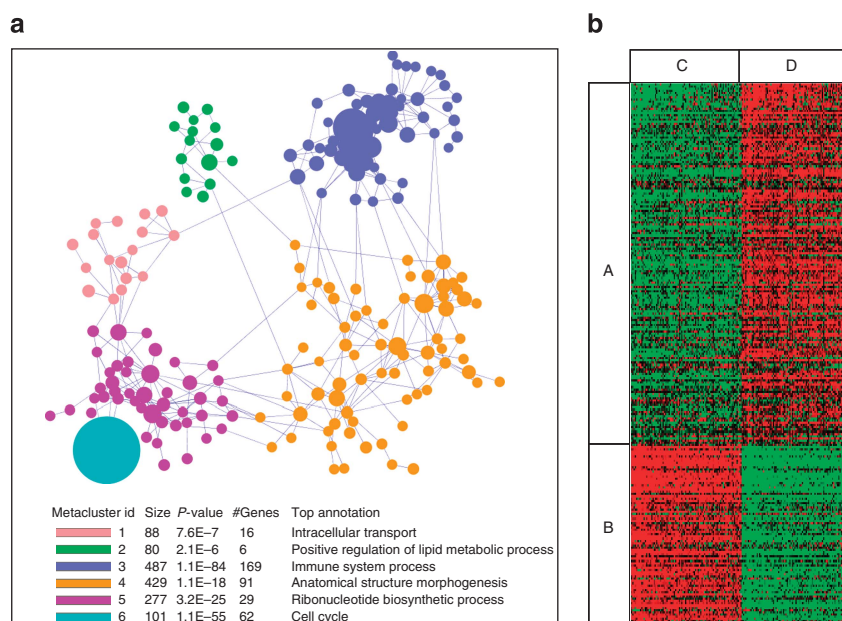 a
b
C D
A
B
Metacluster id Size P-value #Genes Top annotation
1 88 7.6E–7 16 Intracellular transport
2 80 2.1E–6 6 Positive regulation of lipid metabolic process
3 487 1.1E–84 169 Immune system process
4 429 1.1E–18 91 Anatomical structure morphogenesis
5 277 3.2E–25 29 Ribonucleotide biosynthetic process
6 101 1.1E–55 62 Cell cycle